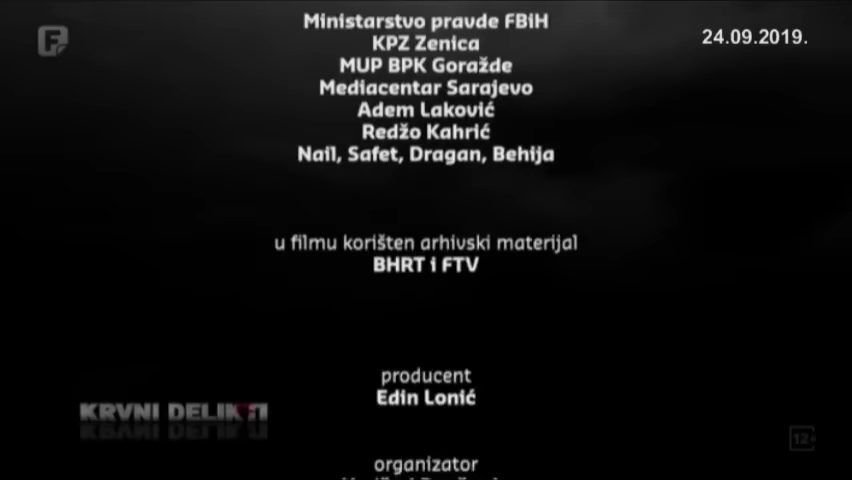 Ministarstvo pravde FBiH
KPZ Zenica
MUP BPK Goražde
Mediacentar Sarajevo
Adem Laković
Redžo Kahrić
Nail, Safet, Dragan, Behija
24.09.2019.
F
u filmu korišten arhivski materijal
BHRT i FTV
producent
Edin Lonić
KRVNI DELIKTI
12+
organizator